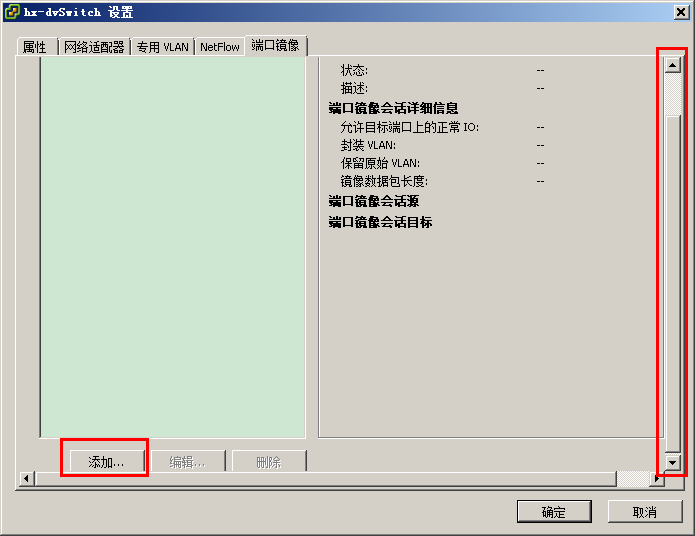 hx-dvSwitch 设置
属性 网络适配器 专用 VLAN NetFlow 端口镜像
状态: --
描述: --
端口镜像会话详细信息
允许目标端口上的正常 IO: --
封装 VLAN: --
保留原始 VLAN: --
镜像数据包长度: --
端口镜像会话源
端口镜像会话目标
添加... 编辑... 删除
确定 取消